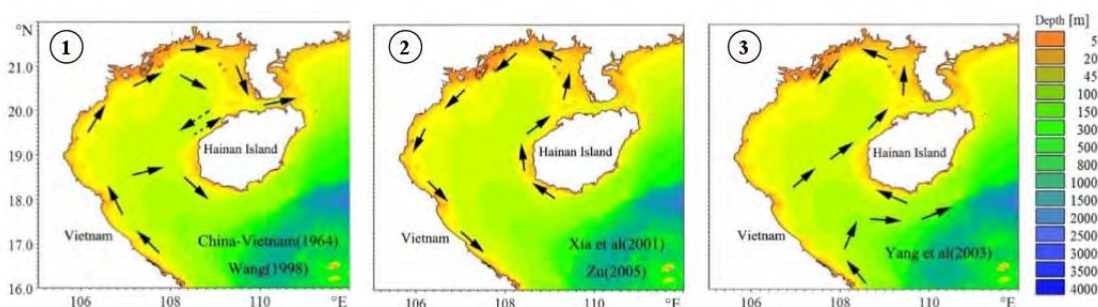 °N
21.0
20.0
19.0
18.0
17.0
16.0
1
Hainan Island
Vietnam
China-Vietnam(1964)
Wang(1998)
106
108
110
°E
2
Hainan Island
Vietnam
Xia et al(2001)
Zu(2005)
106
108
110
°E
3
Hainan Island
Vietnam
Yang et al(2003)
106
108
110
°E
Depth [m]
5
20
45
100
150
300
500
800
1000
1500
2000
2500
3000
3500
4000